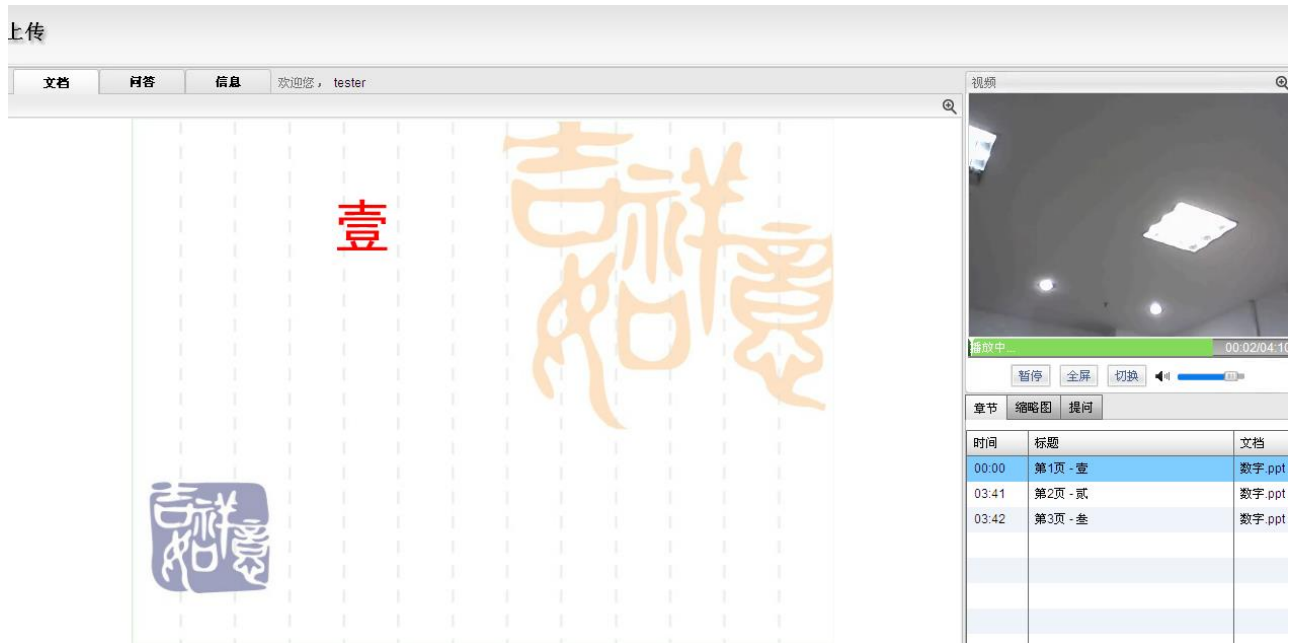 上传
文档 问答 信息 欢迎您， tester
壹
吉祥如意
吉祥如意
视频
播放中... 00:02/04:10
暂停 全屏 切换
章节 缩略图 提问
时间 标题 文档
00:00 第1页 - 壹 数字.ppt
03:41 第2页 - 贰 数字.ppt
03:42 第3页 - 叁 数字.ppt